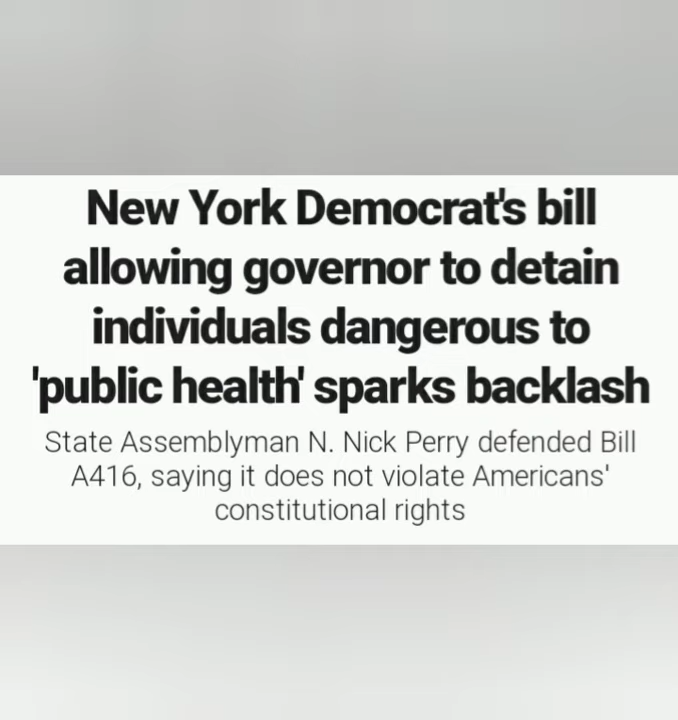 New York Democrat's bill
allowing governor to detain
individuals dangerous to
'public health' sparks backlash
State Assemblyman N. Nick Perry defended Bill
A416, saying it does not violate Americans'
constitutional rights